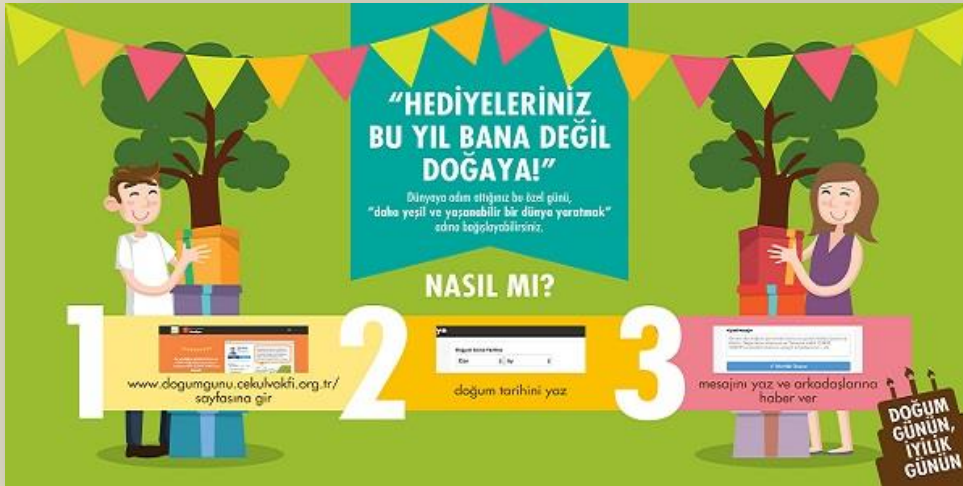 “HEDİYELERİNİZ
BU YIL BANA DEĞİL
DOĞAYA!”
Dünyaya adım attığınız bu özel günü,
“daha yeşil ve yaşanabilir bir dünya yaratmak”
adına bağışlayabilirsiniz.
NASIL MI?
1
www.dogumgunu.cekulvakfi.org.tr/
sayfasına gir
2
doğum tarihini yaz
3
mesajını yaz ve arkadaşlarına
haber ver
DOĞUM
GÜNÜN,
İYİLİK
GÜNÜN